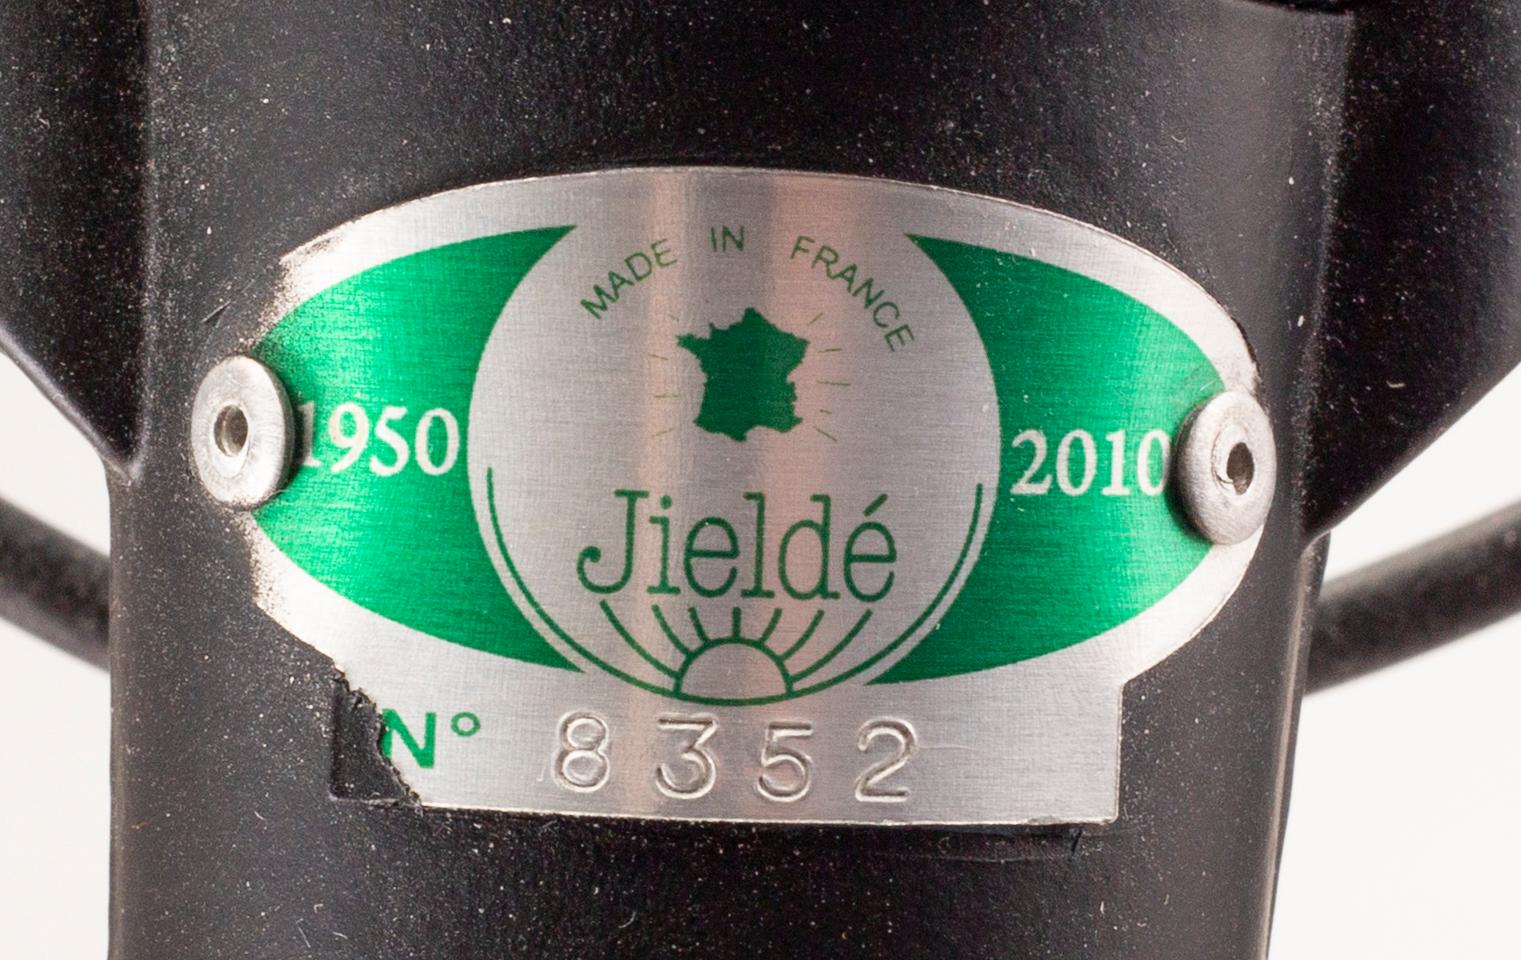 MADE IN FRANCE
1950
2010
Jieldé
N° 8352